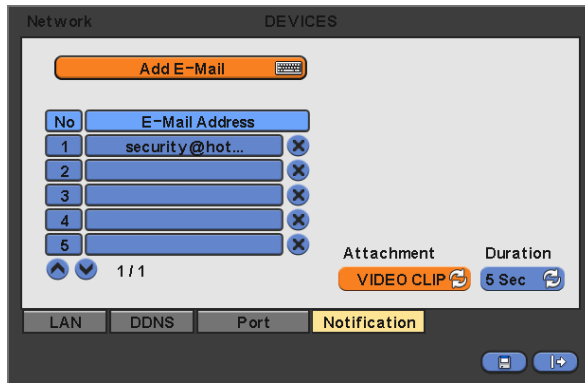 Network DEVICES
Add E-Mail
No E-Mail Address
1 security@hot...
2
3
4
5
1/1
Attachment Duration
VIDEO CLIP 5 Sec
LAN DDNS Port Notification